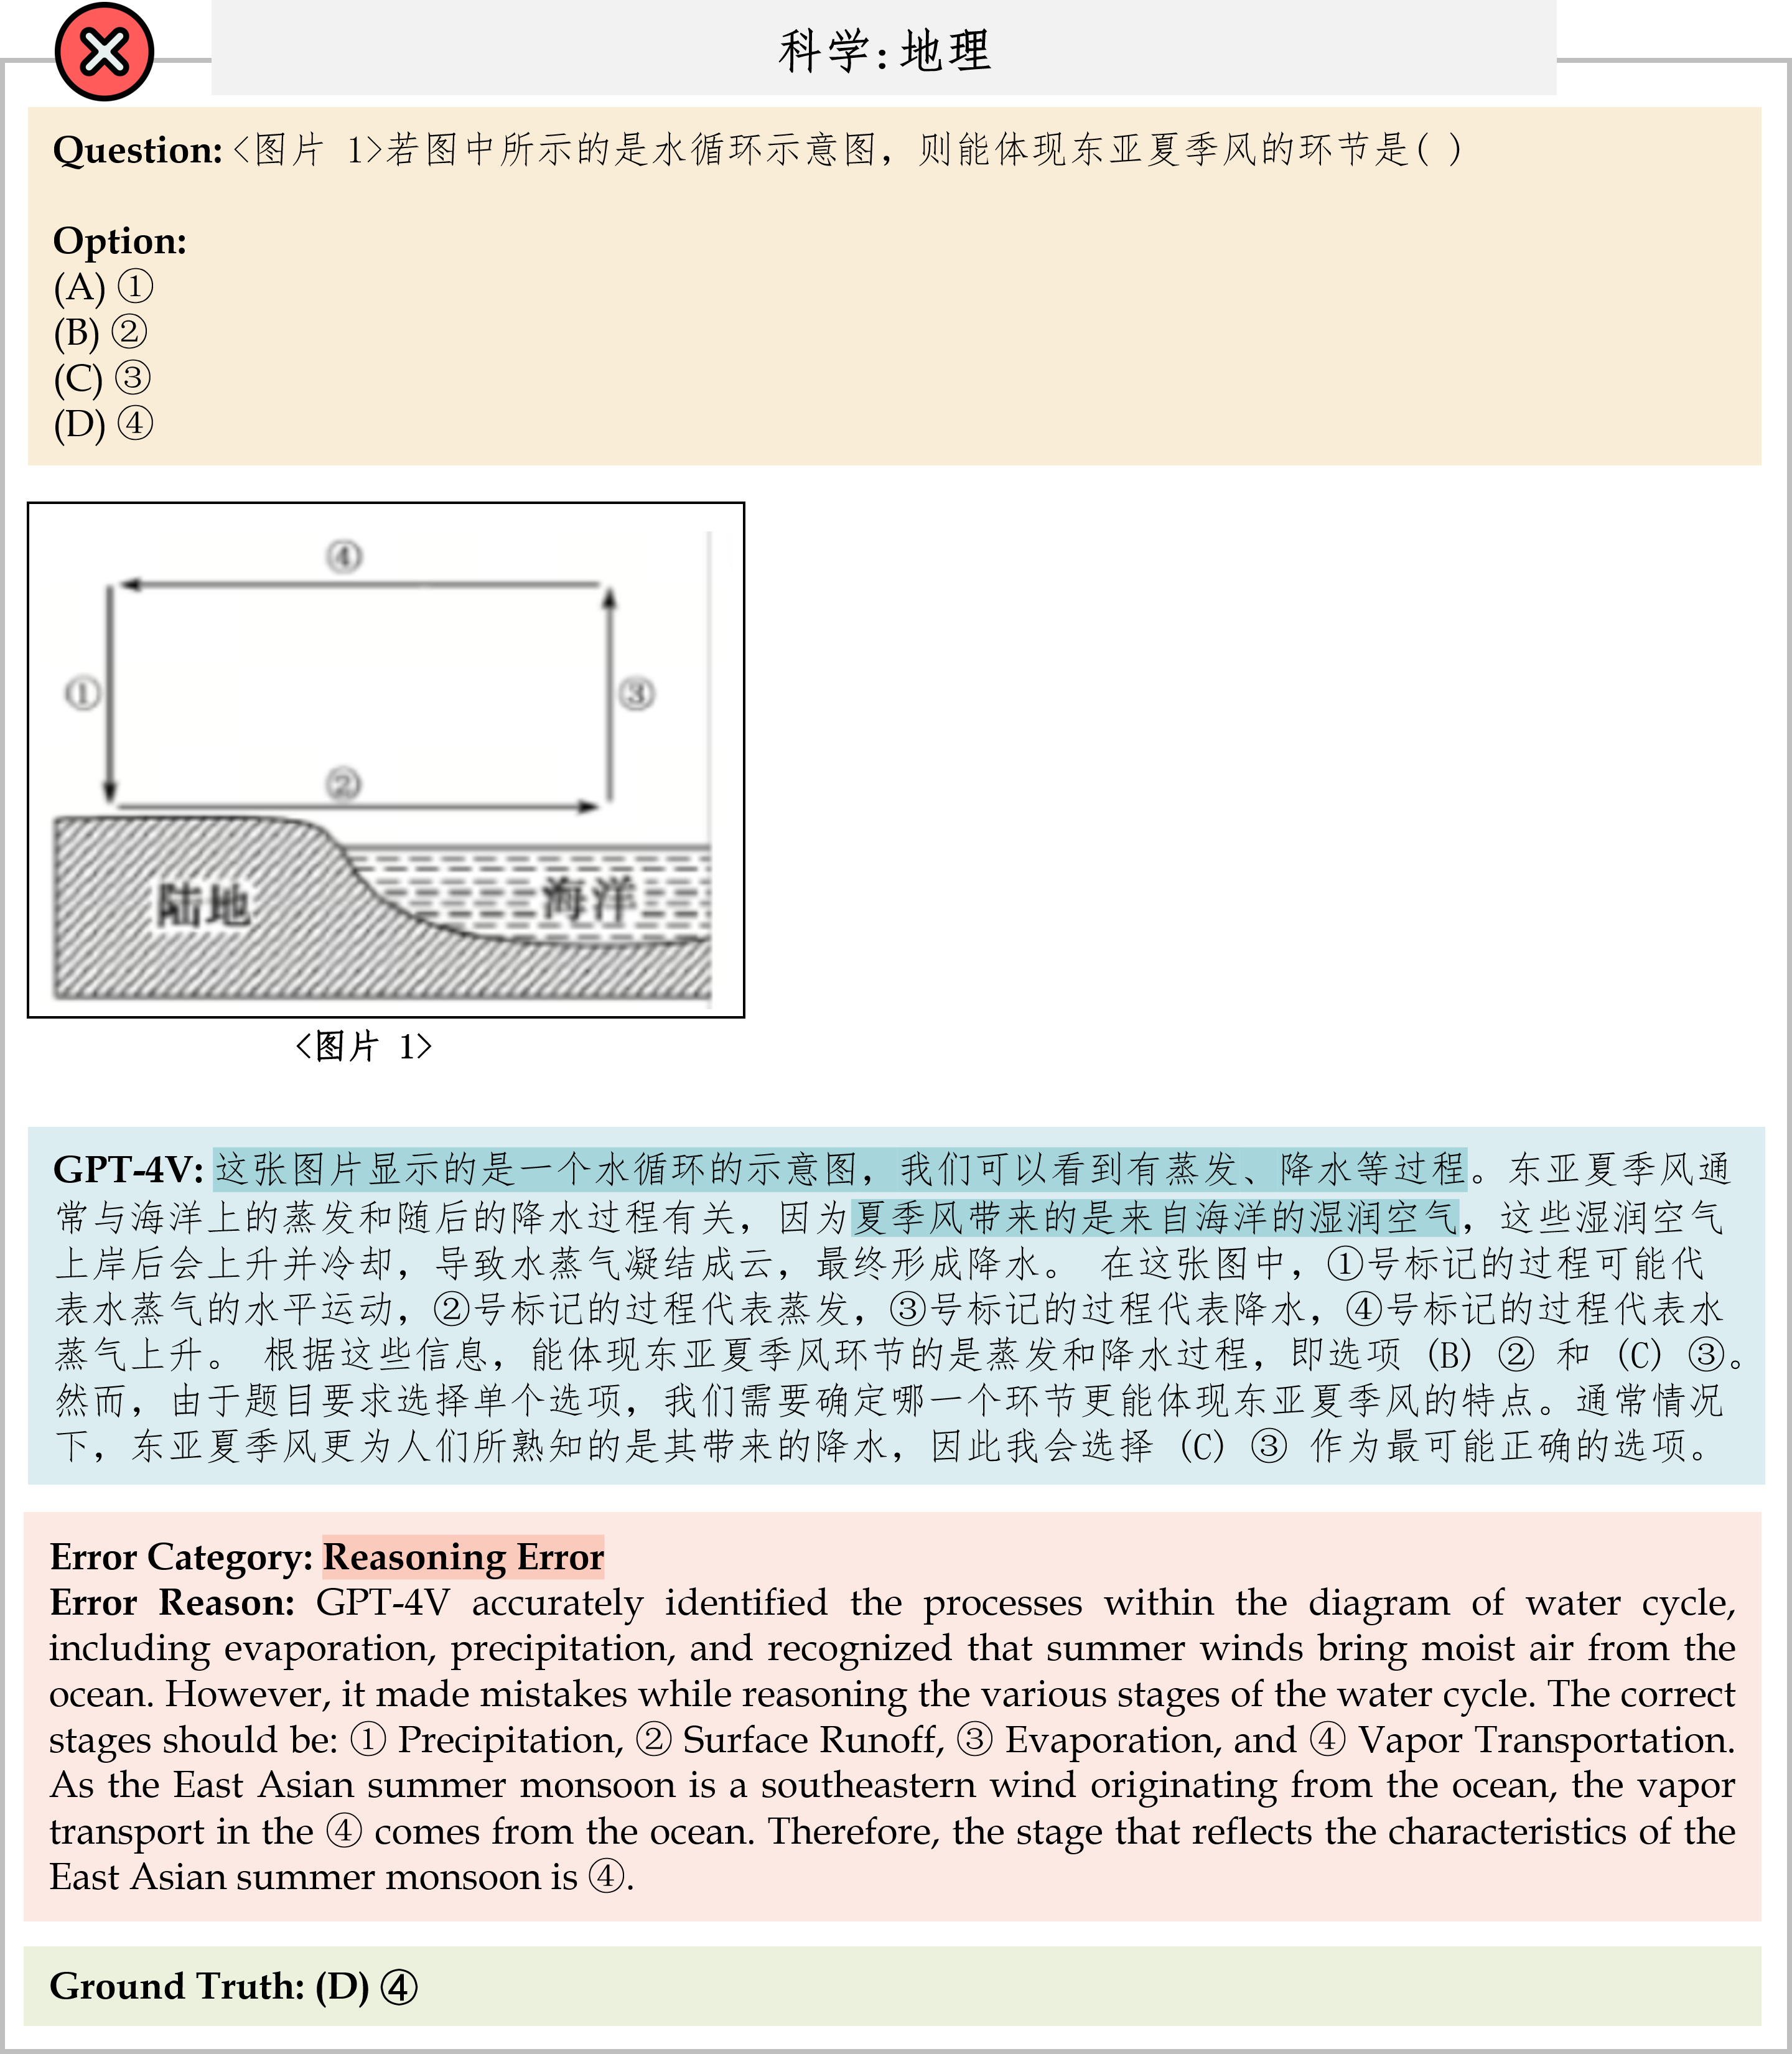 科学:地理
Question: <图片 1>若图中所示的是水循环示意图，则能体现东亚夏季风的环节是( )
Option:
(A) ①
(B) ②
(C) ③
(D) ④
④
①
③
②
陆地
海洋
<图片 1>
GPT-4V: 这张图片显示的是一个水循环的示意图，我们可以看到有蒸发、降水等过程。东亚夏季风通
常与海洋上的蒸发和随后的降水过程有关，因为夏季风带来的是来自海洋的湿润空气，这些湿润空气
上岸后会上升并冷却，导致水蒸气凝结成云，最终形成降水。 在这张图中，①号标记的过程可能代
表水蒸气的水平运动，②号标记的过程代表蒸发，③号标记的过程代表降水，④号标记的过程代表水
蒸气上升。 根据这些信息，能体现东亚夏季风环节的是蒸发和降水过程，即选项 (B) ② 和 (C) ③。
然而，由于题目要求选择单个选项，我们需要确定哪一个环节更能体现东亚夏季风的特点。通常情况
下，东亚夏季风更为人们所熟知的是其带来的降水，因此我会选择 (C) ③ 作为最可能正确的选项。
Error Category: Reasoning Error
Error Reason: GPT-4V accurately identified the processes within the diagram of water cycle,
including evaporation, precipitation, and recognized that summer winds bring moist air from the
ocean. However, it made mistakes while reasoning the various stages of the water cycle. The correct
stages should be: ① Precipitation, ② Surface Runoff, ③ Evaporation, and ④ Vapor Transportation.
As the East Asian summer monsoon is a southeastern wind originating from the ocean, the vapor
transport in the ④ comes from the ocean. Therefore, the stage that reflects the characteristics of the
East Asian summer monsoon is ④.
Ground Truth: (D) ④